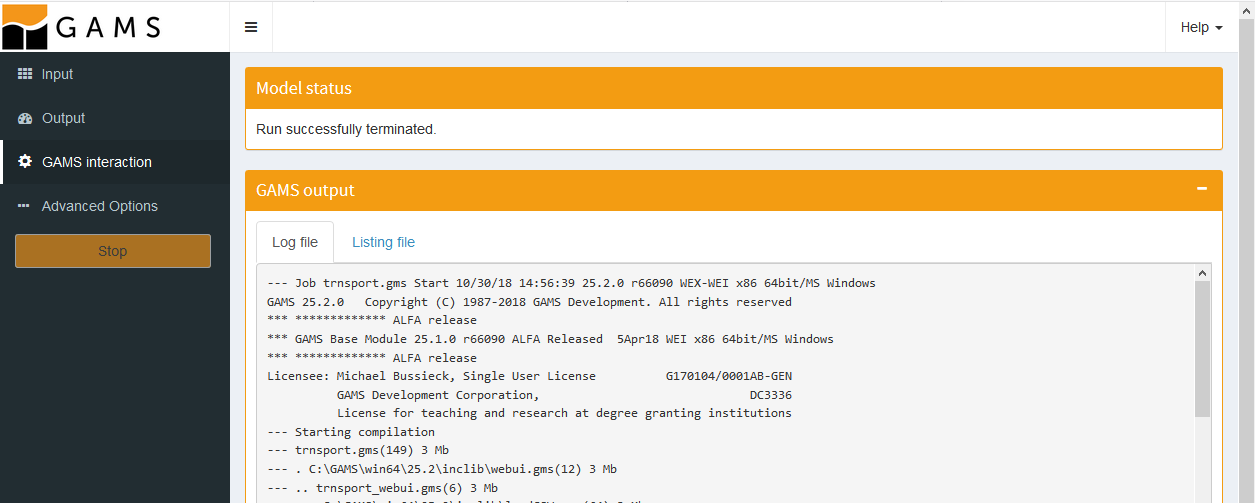 GAMS
Help
Input
Output
GAMS interaction
Advanced Options
Stop
Model status
Run successfully terminated.
GAMS output
Log file Listing file
--- Job trnsport.gms Start 10/30/18 14:56:39 25.2.0 r66090 WEX-WEI x86 64bit/MS Windows
GAMS 25.2.0   Copyright (C) 1987-2018 GAMS Development. All rights reserved
*** ************* ALFA release
*** GAMS Base Module 25.1.0 r66090 ALFA Released  5Apr18 WEI x86 64bit/MS Windows
*** ************* ALFA release
Licensee: Michael Bussieck, Single User License          G170104/0001AB-GEN
          GAMS Development Corporation,                              DC3336
          License for teaching and research at degree granting institutions
--- Starting compilation
--- trnsport.gms(149) 3 Mb
--- . C:\GAMS\win64\25.2\inclib\webui.gms(12) 3 Mb
--- .. trnsport_webui.gms(6) 3 Mb